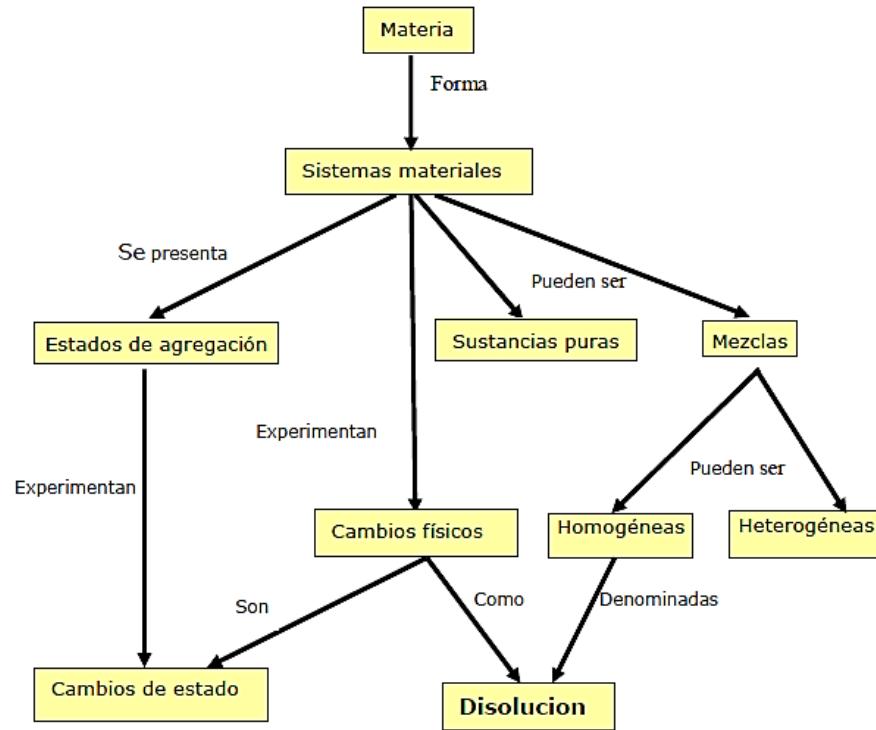 Materia
Forma
Sistemas materiales
Se presenta
Pueden ser
Estados de agregación
Sustancias puras
Mezclas
Experimentan
Experimentan
Pueden ser
Cambios físicos
Homogéneas
Heterogéneas
Son
Como
Denominadas
Cambios de estado
Disolucion